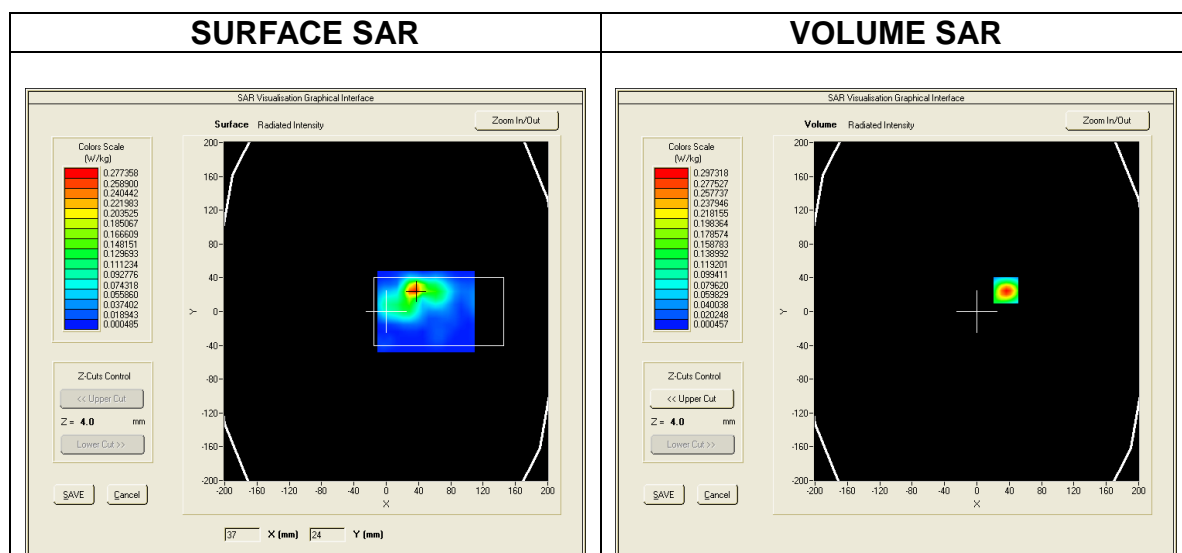 SURFACE SAR
VOLUME SAR
SAR Visualisation Graphical Interface
Surface Radiated Intensity
Zoom In/Out
Colors Scale
(W/kg)
0.277358
0.258900
0.240442
0.221983
0.203525
0.185067
0.166609
0.148151
0.129693
0.111234
0.092776
0.074318
0.055860
0.037402
0.018943
0.000485
Z-Cuts Control
<< Upper Cut
Z = 4.0 mm
Lower Cut >>
SAVE Cancel
200
160
120
80
40
0
-40
-80
-120
-160
-200
Y
-200 -160 -120 -80 -40 0 40 80 120 160 200
X
37 X (mm) 24 Y (mm)
SAR Visualisation Graphical Interface
Volume Radiated Intensity
Zoom In/Out
Colors Scale
(W/kg)
0.297318
0.277527
0.257737
0.237946
0.218155
0.198364
0.178574
0.158783
0.138992
0.119201
0.099411
0.079620
0.059829
0.040038
0.020248
0.000457
Z-Cuts Control
<< Upper Cut
Z = 4.0 mm
Lower Cut >>
SAVE Cancel
200
160
120
80
40
0
-40
-80
-120
-160
-200
Y
-200 -160 -120 -80 -40 0 40 80 120 160 200
X